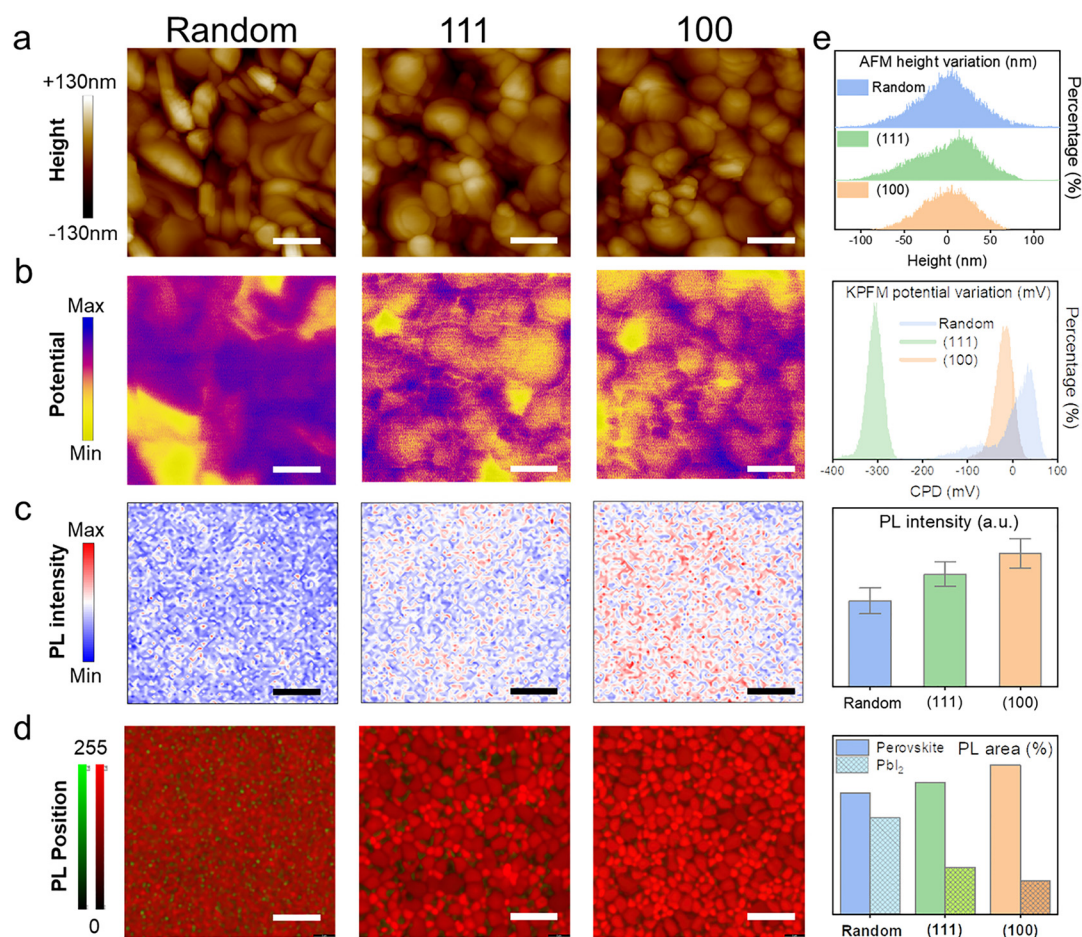 Random 111 100
a
+130nm
Height
-130nm
b
Max
Potential
Min
c
Max
PL intensity
Min
d
255
PL Position
0
e
AFM height variation (nm)
Random
(111)
(100)
Percentage (%)
-100 -50 0 50 100
Height (nm)
KPFM potential variation (mV)
Random
(111)
(100)
Percentage (%)
-400 -300 -200 -100 0 100
CPD (mV)
PL intensity (a.u.)
Random (111) (100)
Perovskite
PbI₂
PL area (%)
Random (111) (100)